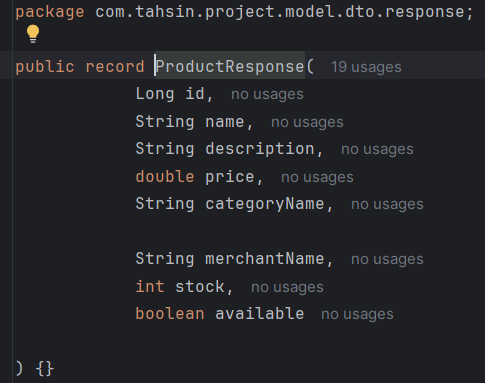 package com.tahsin.project.model.dto.response;
public record ProductResponse( 19 usages
Long id, no usages
String name, no usages
String description, no usages
double price, no usages
String categoryName, no usages
String merchantName, no usages
int stock, no usages
boolean available no usages
) {}